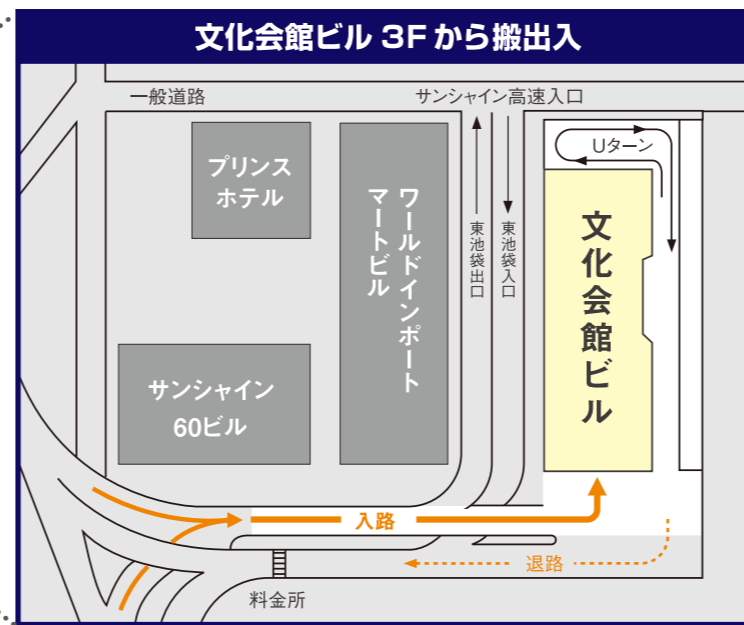 文化会館ビル 3Fから搬出入
一般道路
サンシャイン高速入口
Uターン
プリンス
ホテル
ワールドインポート
マートビル
東池袋出口
東池袋入口
文化会館ビル
サンシャイン
60ビル
入路
退路
料金所